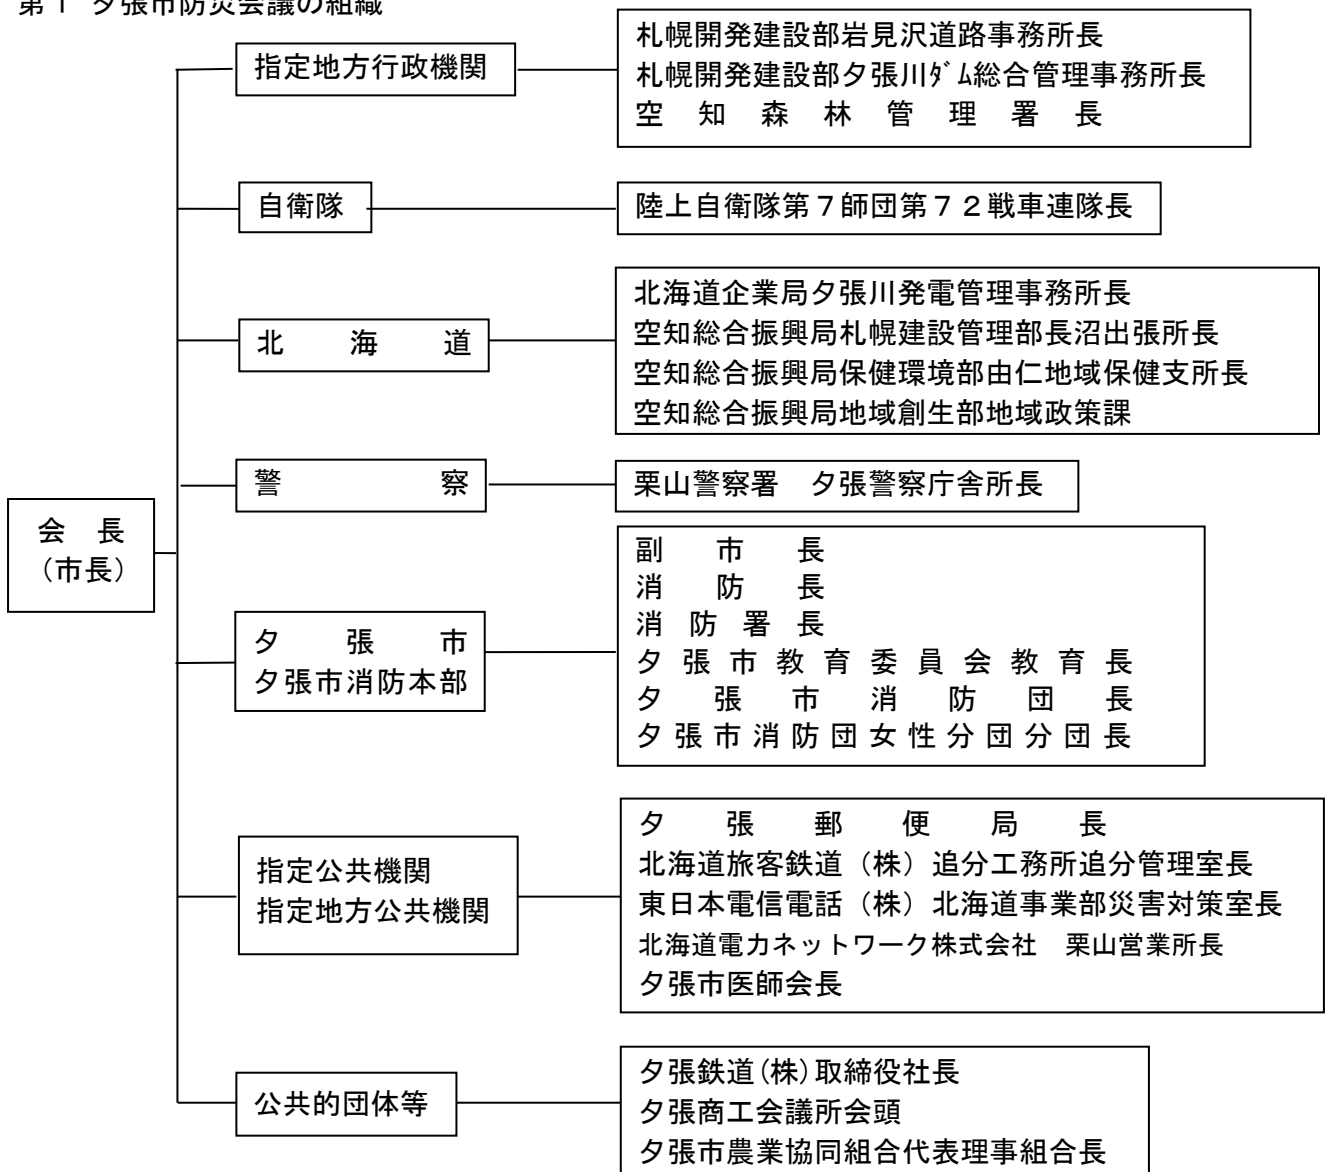 第1 夕張市防災会議の組織
指定地方行政機関
札幌開発建設部岩見沢道路事務所長
札幌開発建設部夕張川ﾀﾞﾑ総合管理事務所長
空知森林管理署長
自衛隊
陸上自衛隊第７師団第７２戦車連隊長
北海道
北海道企業局夕張川発電管理事務所長
空知総合振興局札幌建設管理部長沼出張所長
空知総合振興局保健環境部由仁地域保健支所長
空知総合振興局地域創生部地域政策課
警察
栗山警察署　夕張警察庁舎所長
会　長
（市長）
夕張市
夕張市消防本部
副市長
消防長
消防署長
夕張市教育委員会教育長
夕張市消防団長
夕張市消防団女性分団分団長
指定公共機関
指定地方公共機関
夕張郵便局長
北海道旅客鉄道（株）追分工務所追分管理室長
東日本電信電話（株）北海道事業部災害対策室長
北海道電力ネットワーク株式会社　栗山営業所長
夕張市医師会長
公共的団体等
夕張鉄道(株)取締役社長
夕張商工会議所会頭
夕張市農業協同組合代表理事組合長